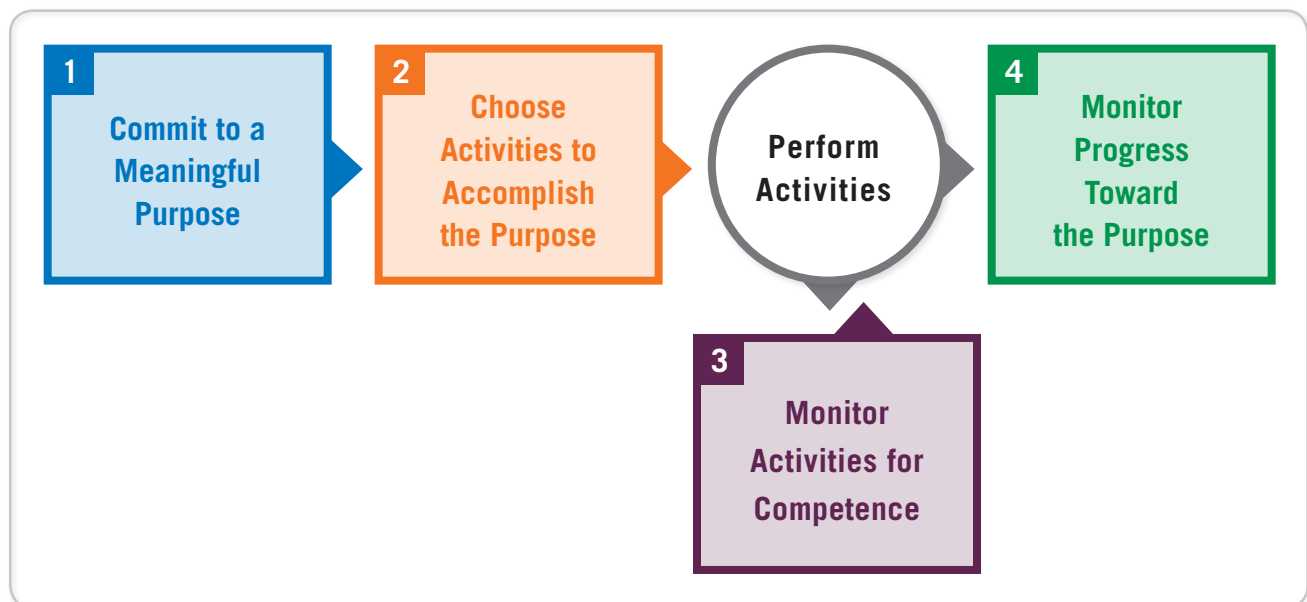 1
Commit to a
Meaningful
Purpose
2
Choose
Activities to
Accomplish
the Purpose
Perform
Activities
4
Monitor
Progress
Toward
the Purpose
3
Monitor
Activities for
Competence